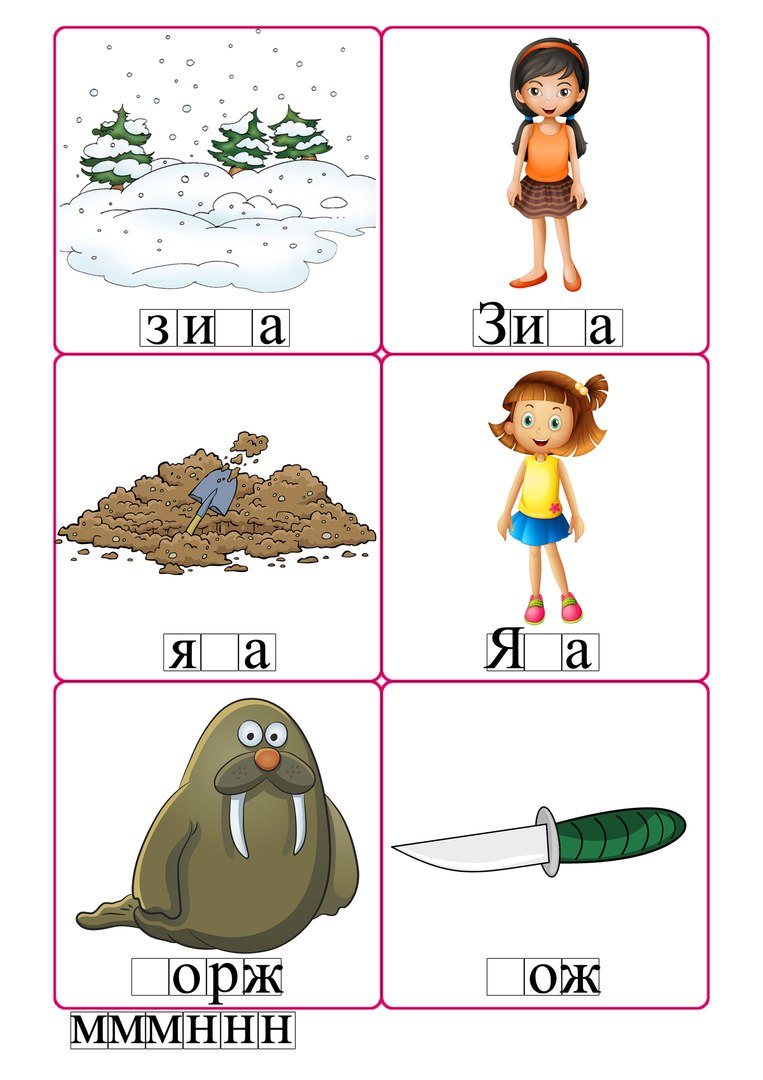 зи а
Зи а
я а
Я а
орж
ож
мммннн